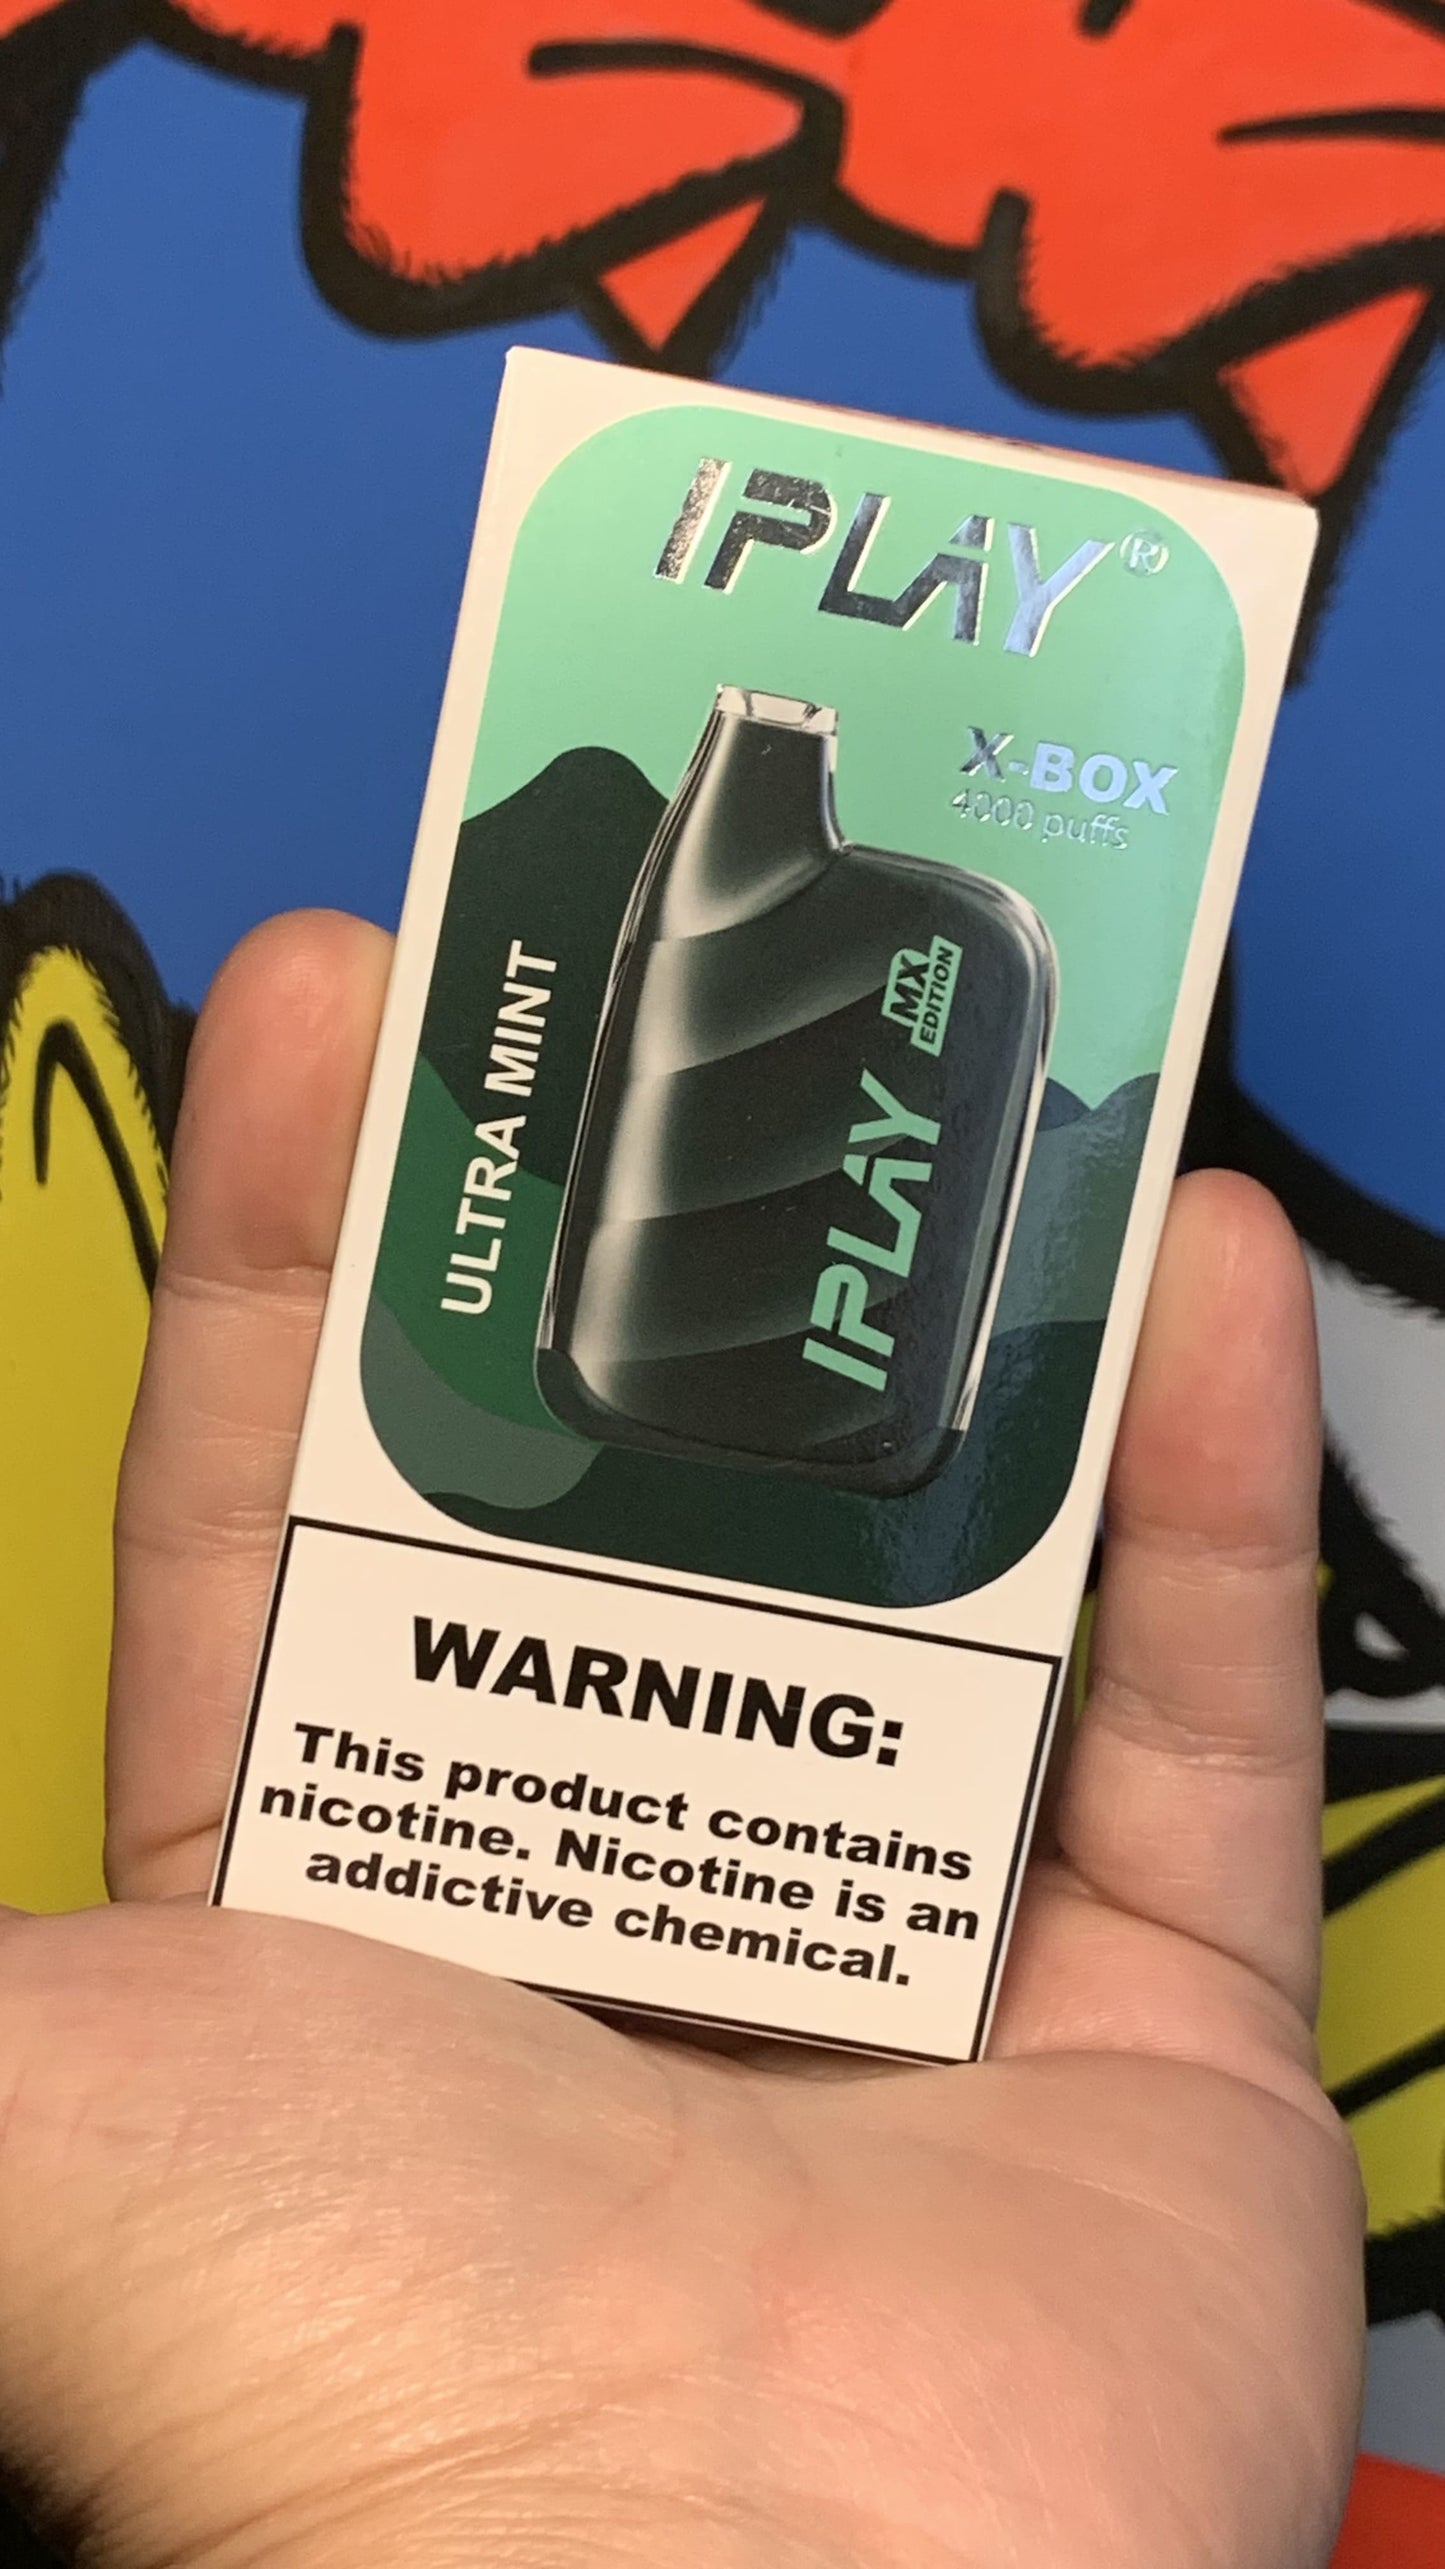 IPLAY®
X-BOX
4000 puffs
ULTRA MINT
IPLAY
MX
EDITION
WARNING:
This product contains
nicotine. Nicotine is an
addictive chemical.